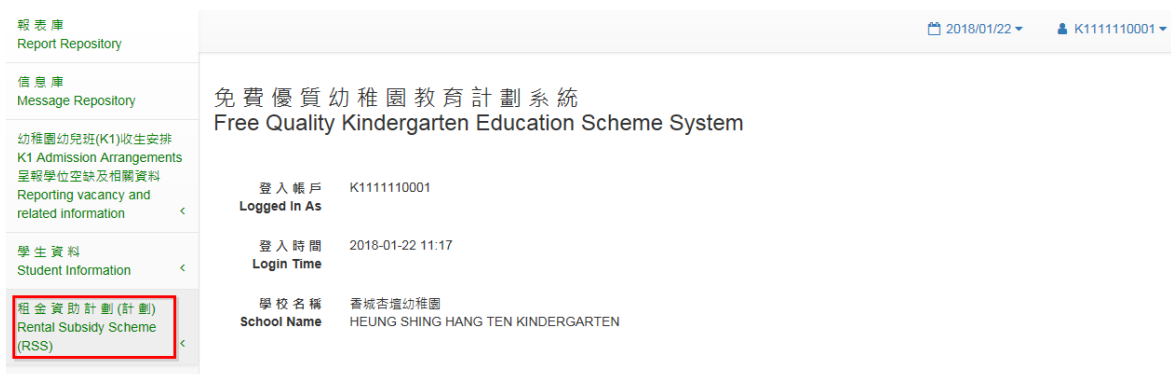 報表庫
Report Repository
信息庫
Message Repository
幼稚園幼兒班(K1)收生安排
K1 Admission Arrangements
呈報學位空缺及相關資料
Reporting vacancy and
related information
學生資料
Student Information
租金資助計劃(計劃)
Rental Subsidy Scheme
(RSS)
2018/01/22
K1111110001
免費優質幼稚園教育計劃系統
Free Quality Kindergarten Education Scheme System
登入帳戶 K1111110001
Logged In As
登入時間 2018-01-22 11:17
Login Time
學校名稱 香城杏壇幼稚園
School Name HEUNG SHING HANG TEN KINDERGARTEN